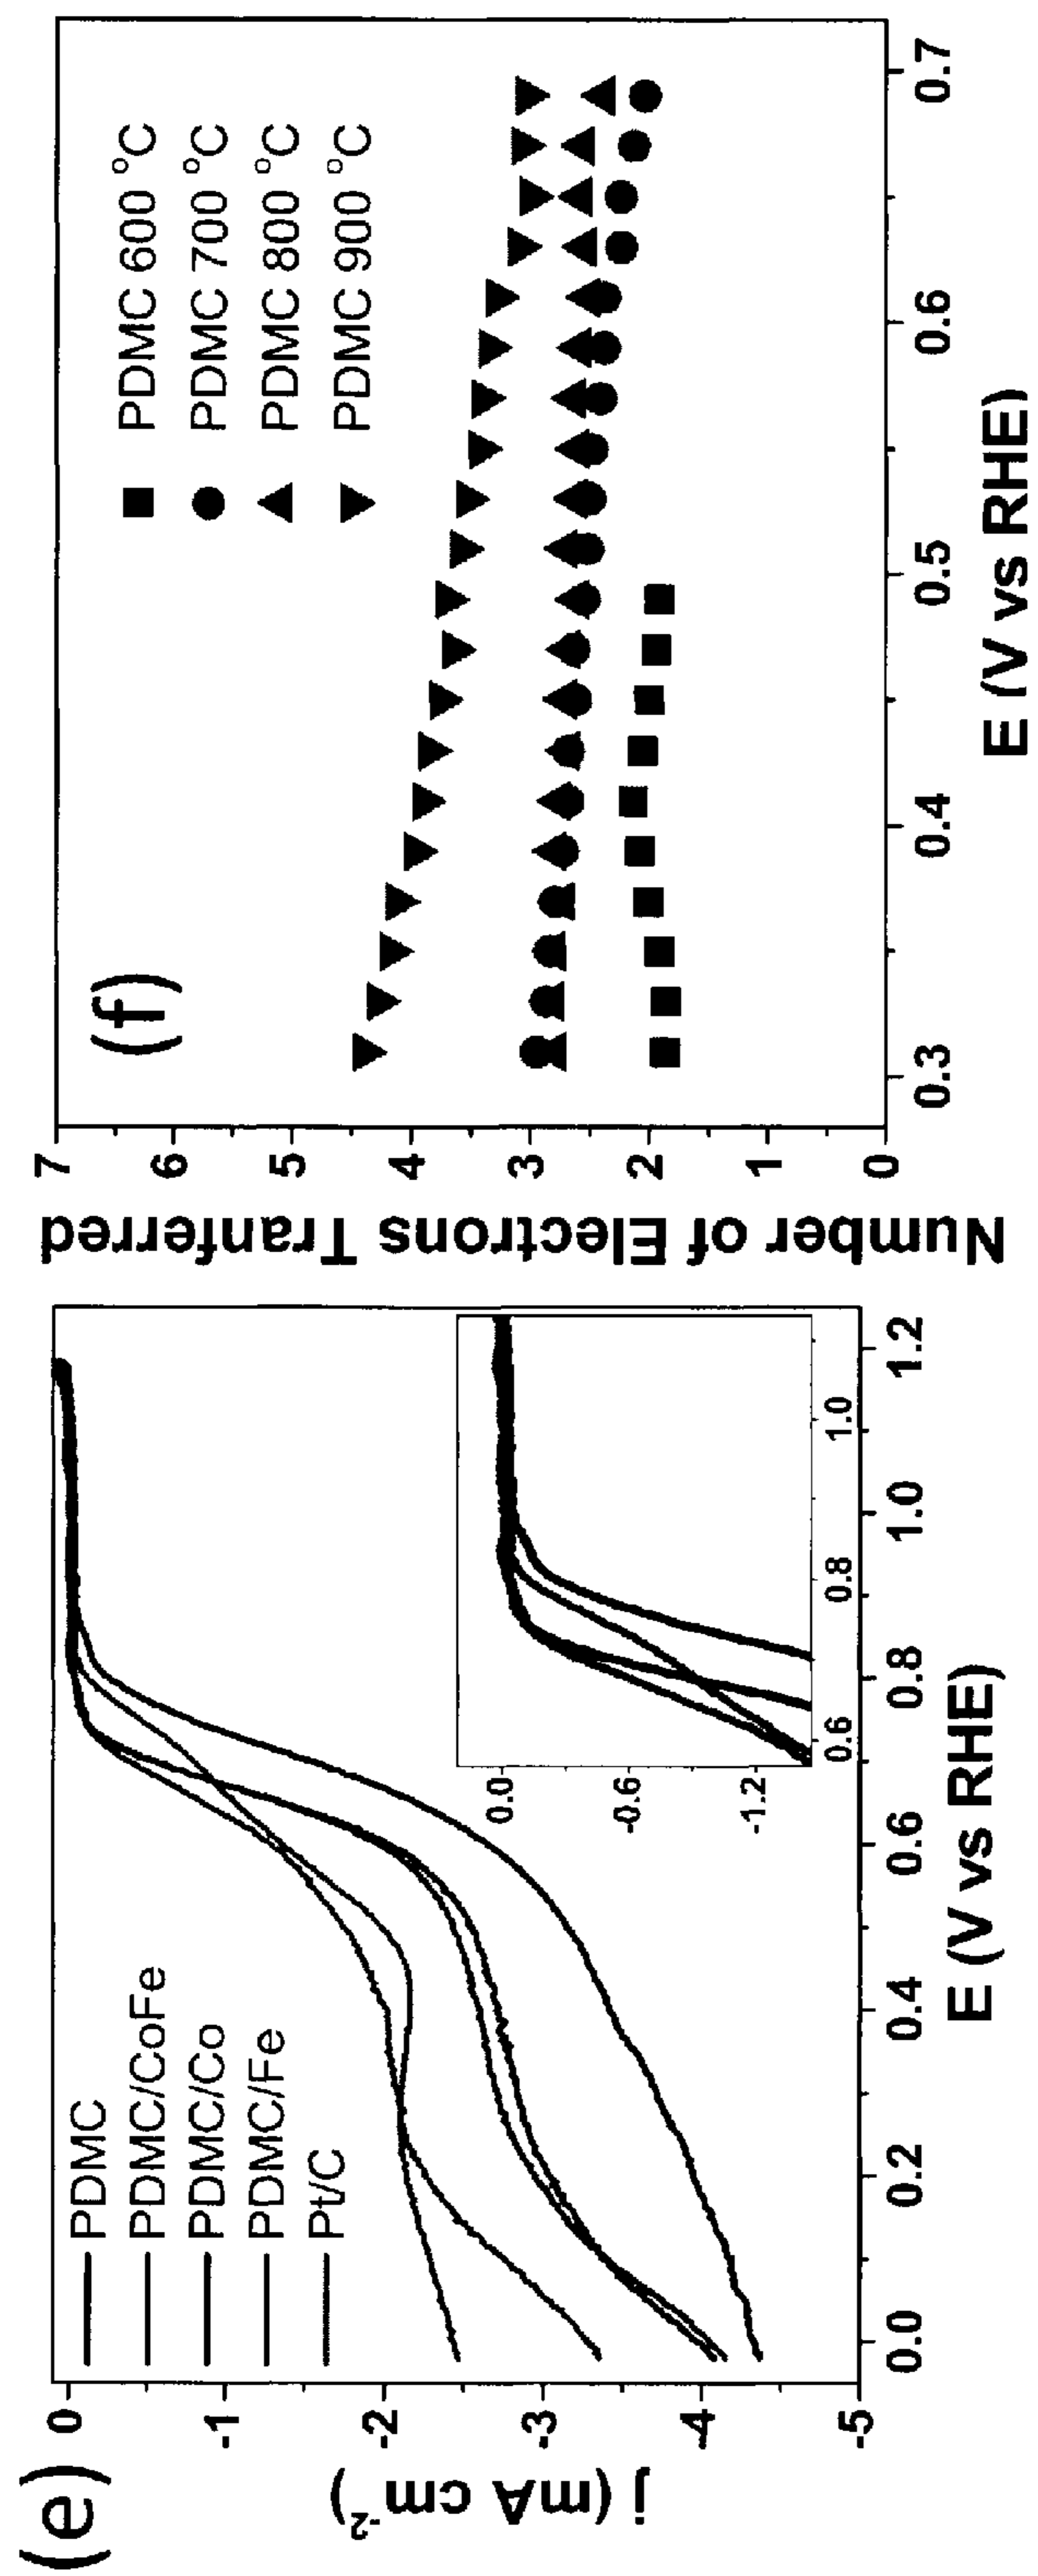 (e)
PDMC
PDMC/CoFe
PDMC/Co
PDMC/Fe
Pt/C
j (mA cm-2)
0
-1
-2
-3
-4
-5
0.0 0.2 0.4 0.6 0.8 1.0 1.2
E (V vs RHE)
0.0
-0.6
-1.2
0.6 0.8 1.0
(f)
PDMC 600 °C
PDMC 700 °C
PDMC 800 °C
PDMC 900 °C
Number of Electrons Tranferred
7
6
5
4
3
2
1
0
0.3 0.4 0.5 0.6 0.7
E (V vs RHE)